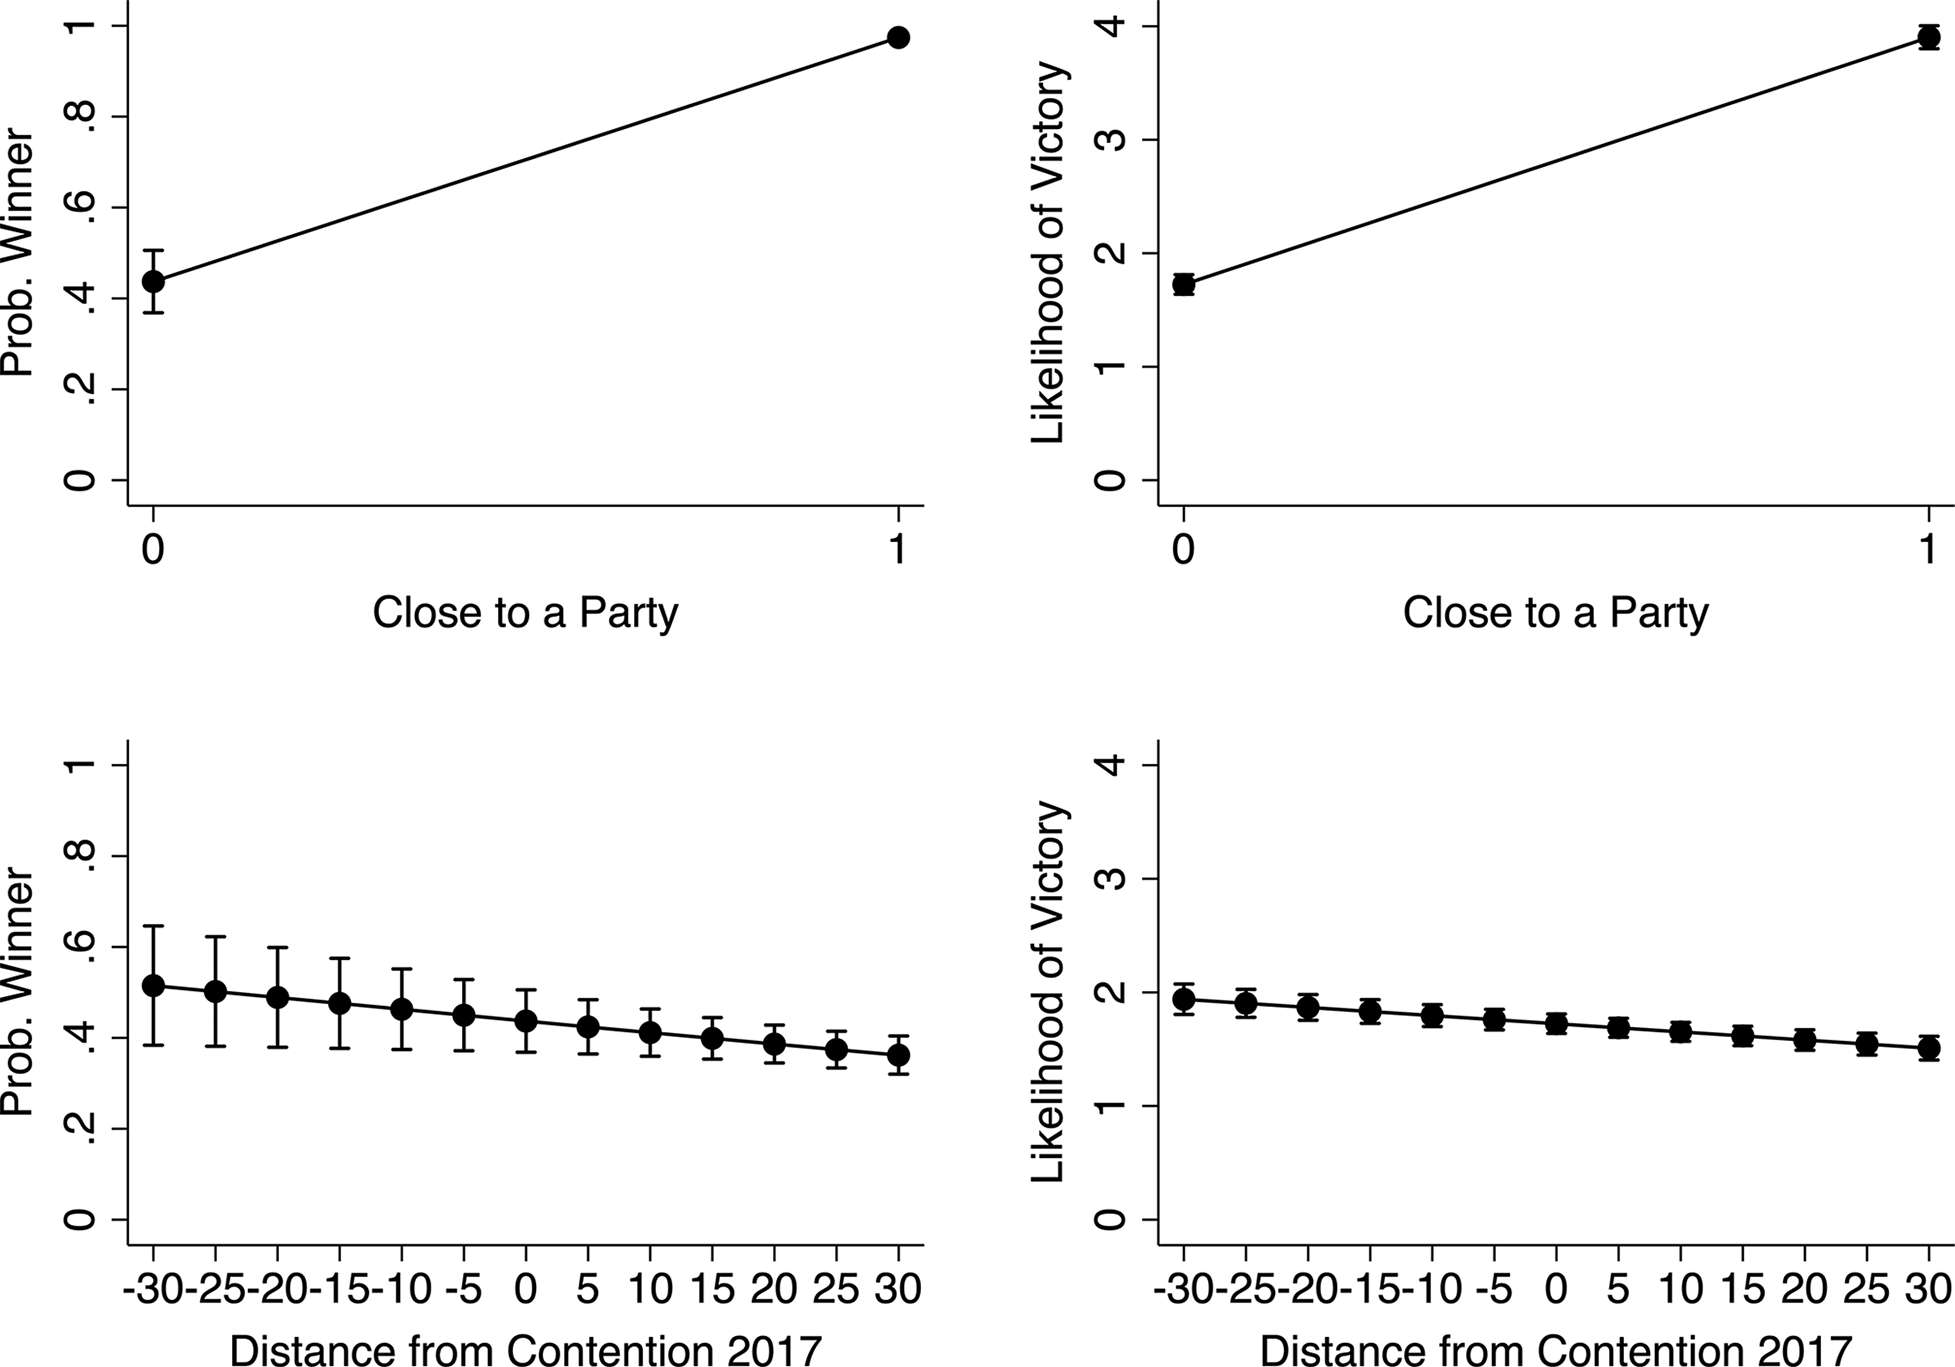 Prob. Winner
1
.8
.6
.4
.2
0
0 1
Close to a Party
Likelihood of Victory
4
3
2
1
0
0 1
Close to a Party
Prob. Winner
1
.8
.6
.4
.2
0
-30-25-20-15-10 -5 0 5 10 15 20 25 30
Distance from Contention 2017
Likelihood of Victory
4
3
2
1
0
-30-25-20-15-10 -5 0 5 10 15 20 25 30
Distance from Contention 2017